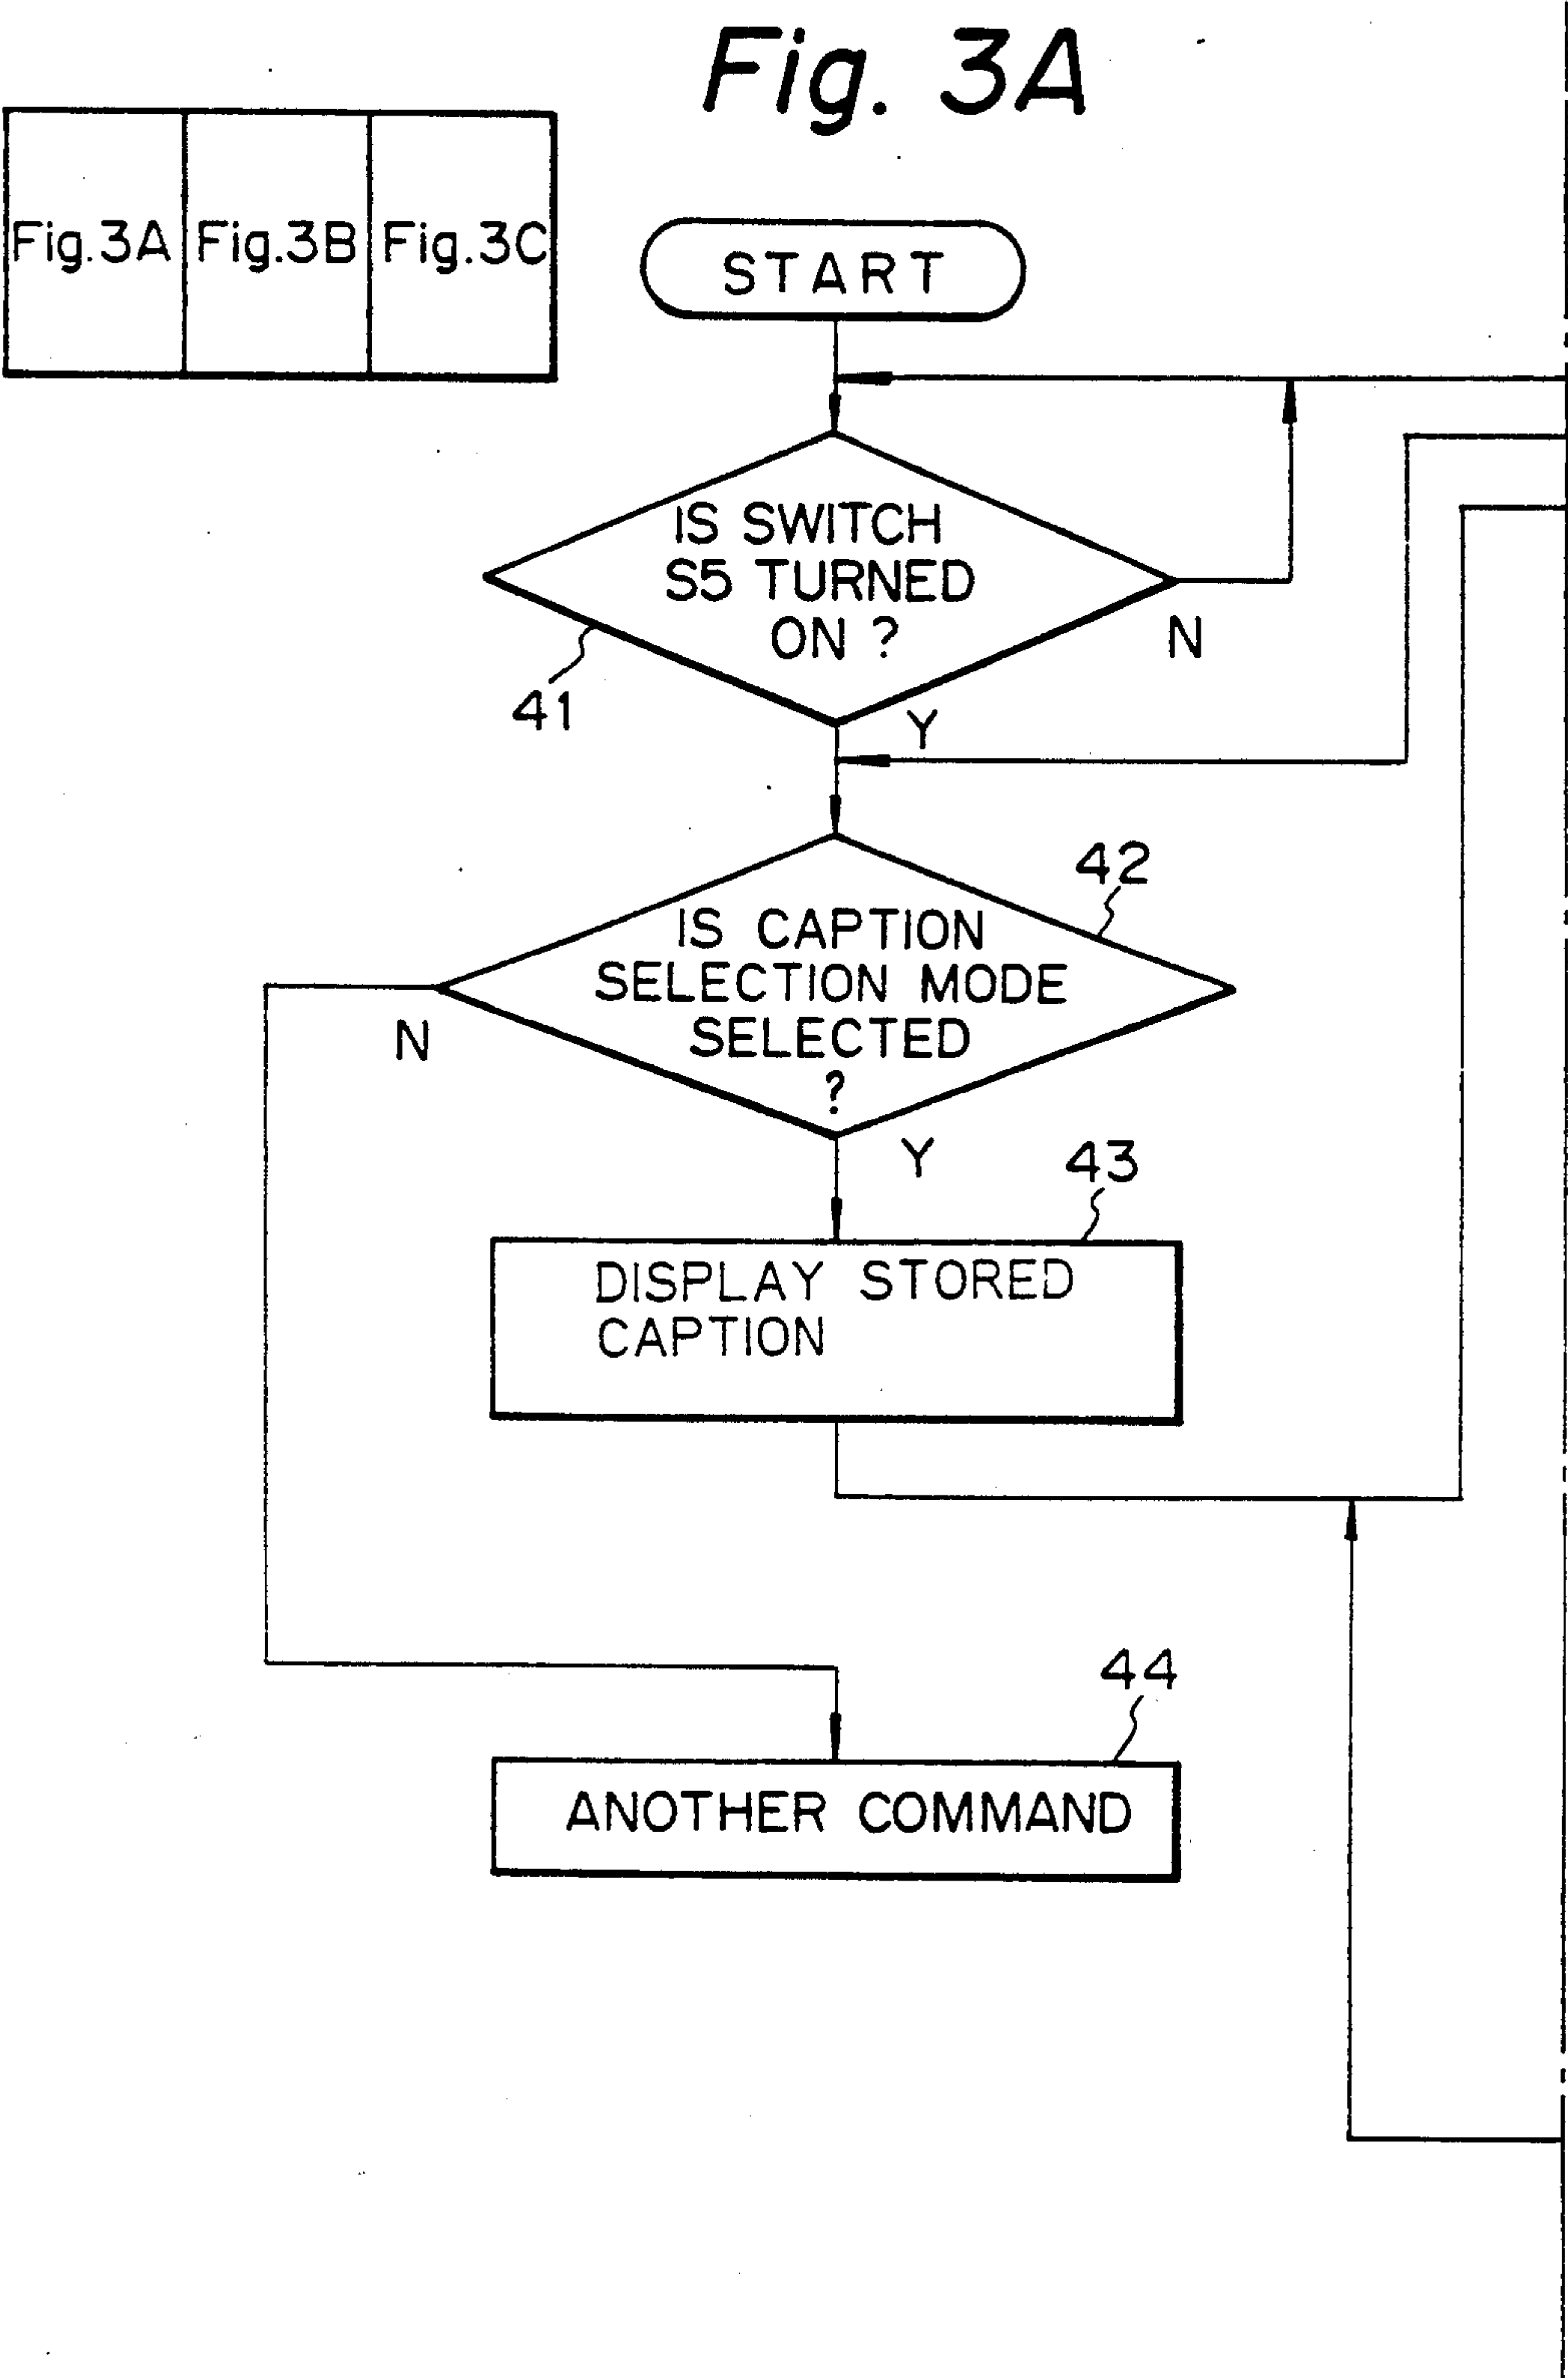 Fig. 3A
Fig.3A Fig.3B Fig.3C
START
IS SWITCH
S5 TURNED
ON ?
N
41
Y
42
IS CAPTION
SELECTION MODE
SELECTED
?
N
Y
43
DISPLAY STORED
CAPTION
44
ANOTHER COMMAND